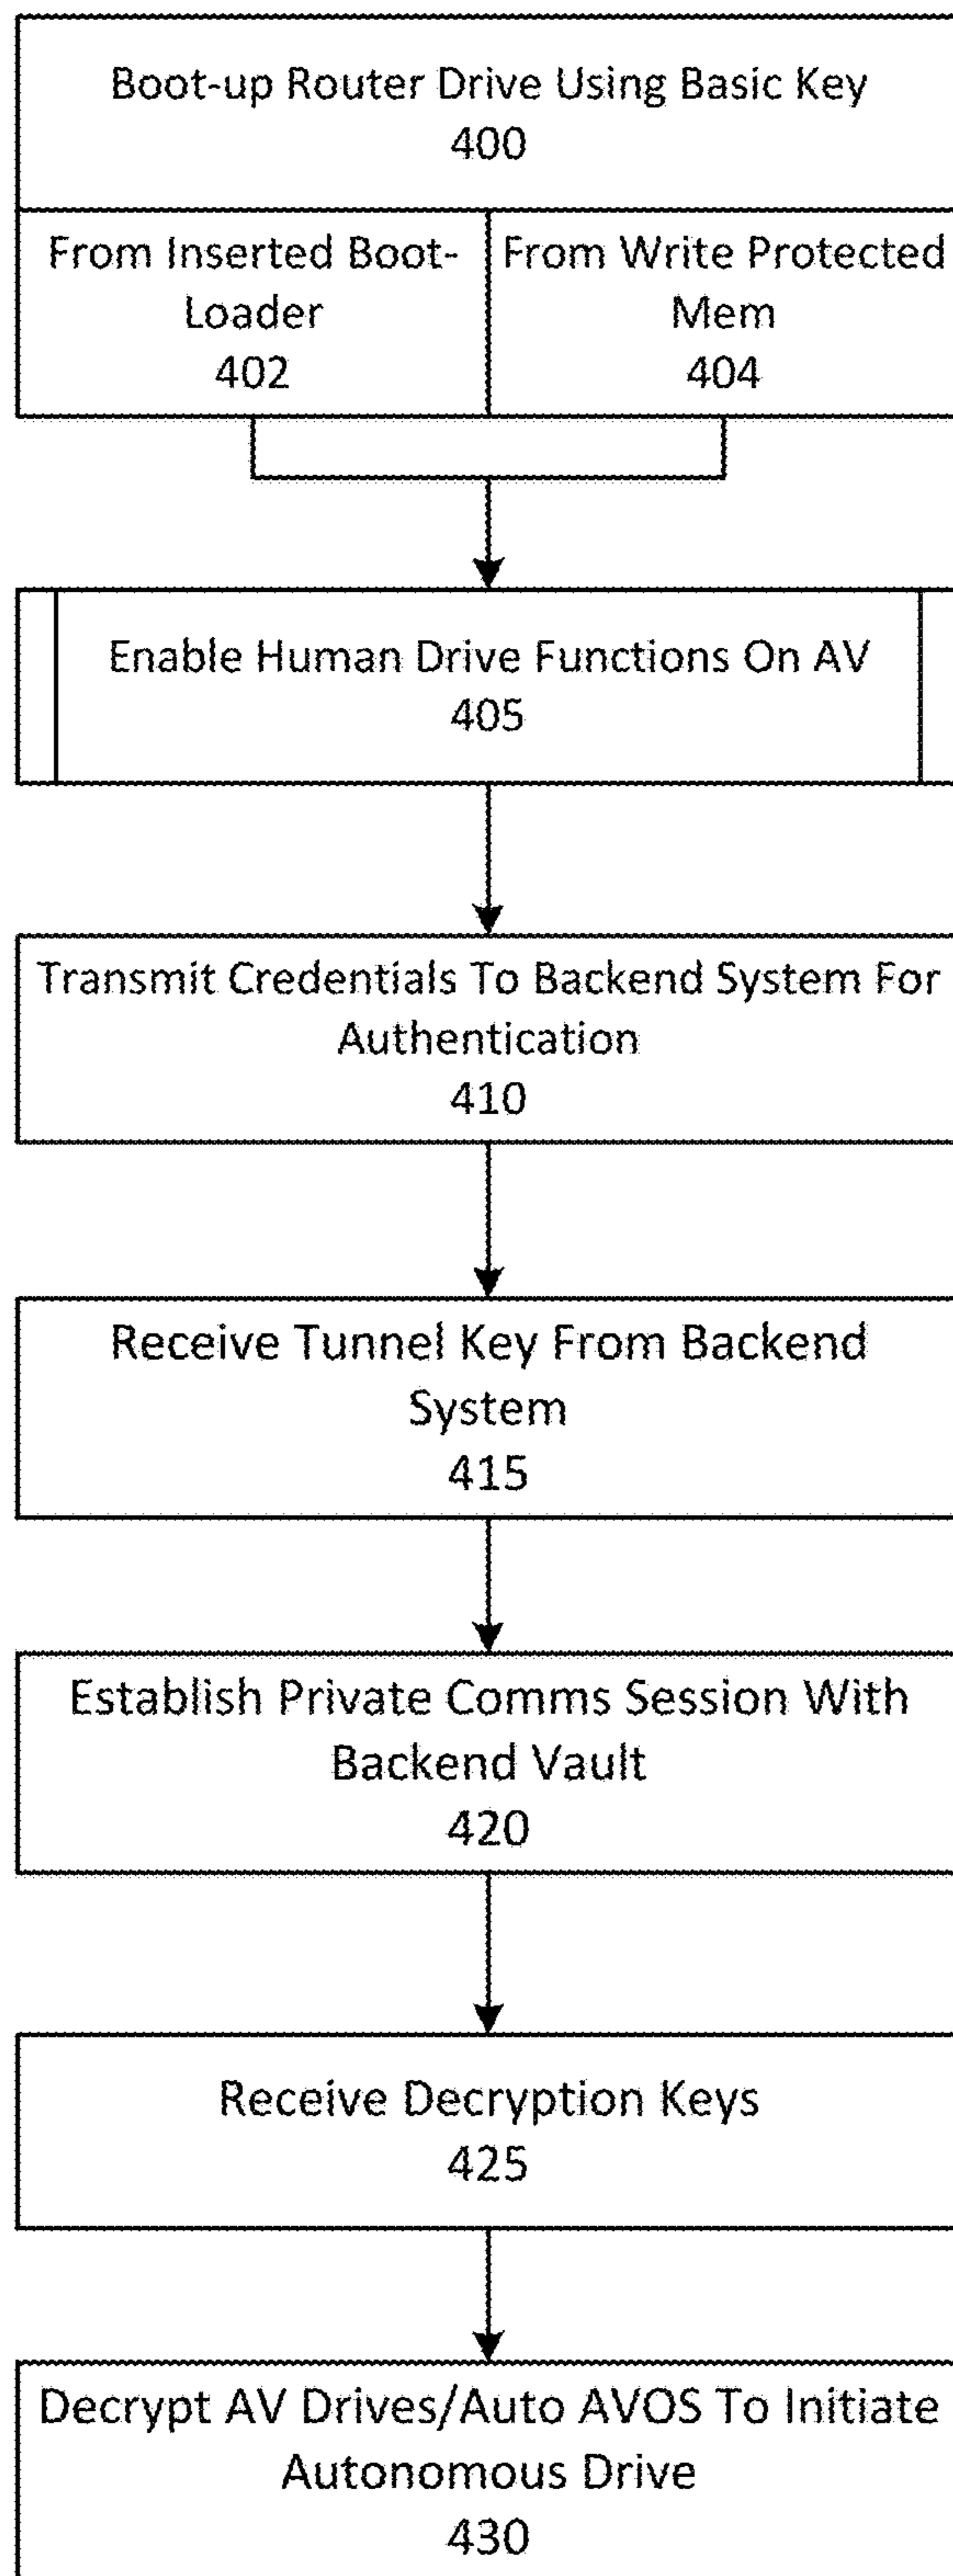 Boot-up Router Drive Using Basic Key
400
From Inserted Boot-
Loader
402
From Write Protected
Mem
404
Enable Human Drive Functions On AV
405
Transmit Credentials To Backend System For
Authentication
410
Receive Tunnel Key From Backend
System
415
Establish Private Comms Session With
Backend Vault
420
Receive Decryption Keys
425
Decrypt AV Drives/Auto AVOS To Initiate
Autonomous Drive
430